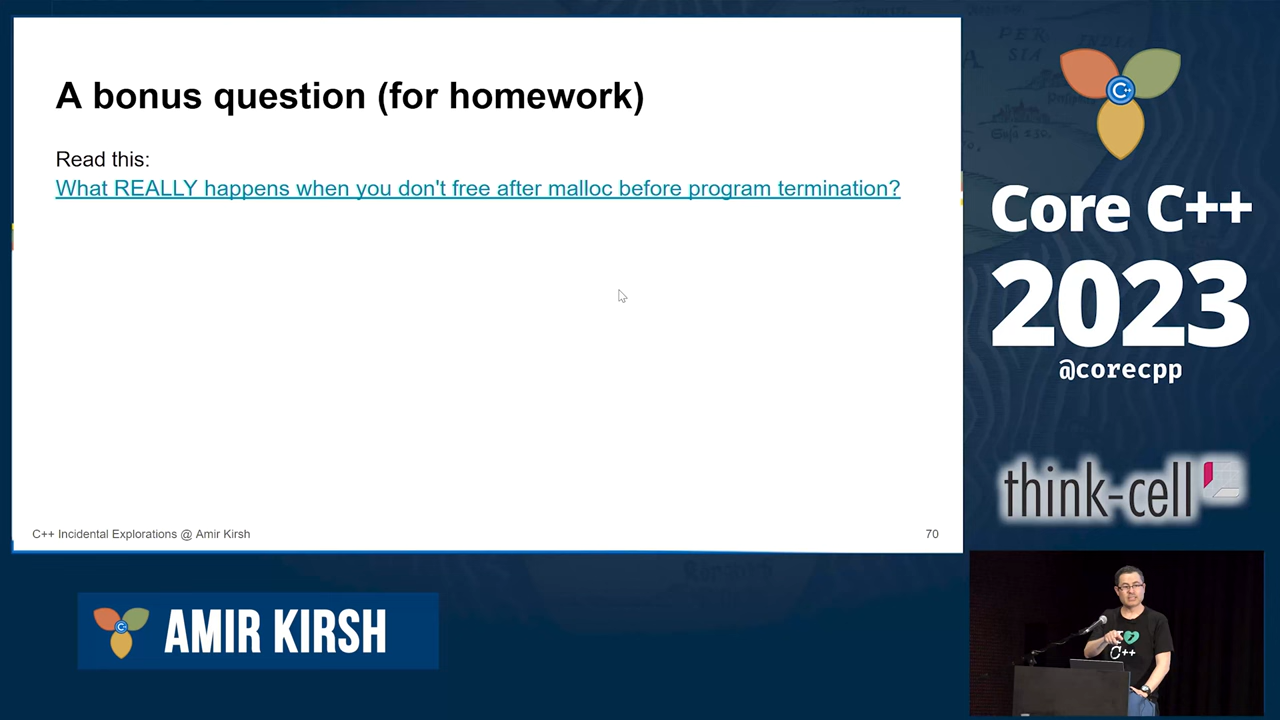 A bonus question (for homework)
Read this:
What REALLY happens when you don't free after malloc before program termination?
C++ Incidental Explorations @ Amir Kirsh
70
C++
Core C++
2023
@corecpp
think-cell
C++
AMIR KIRSH
C++